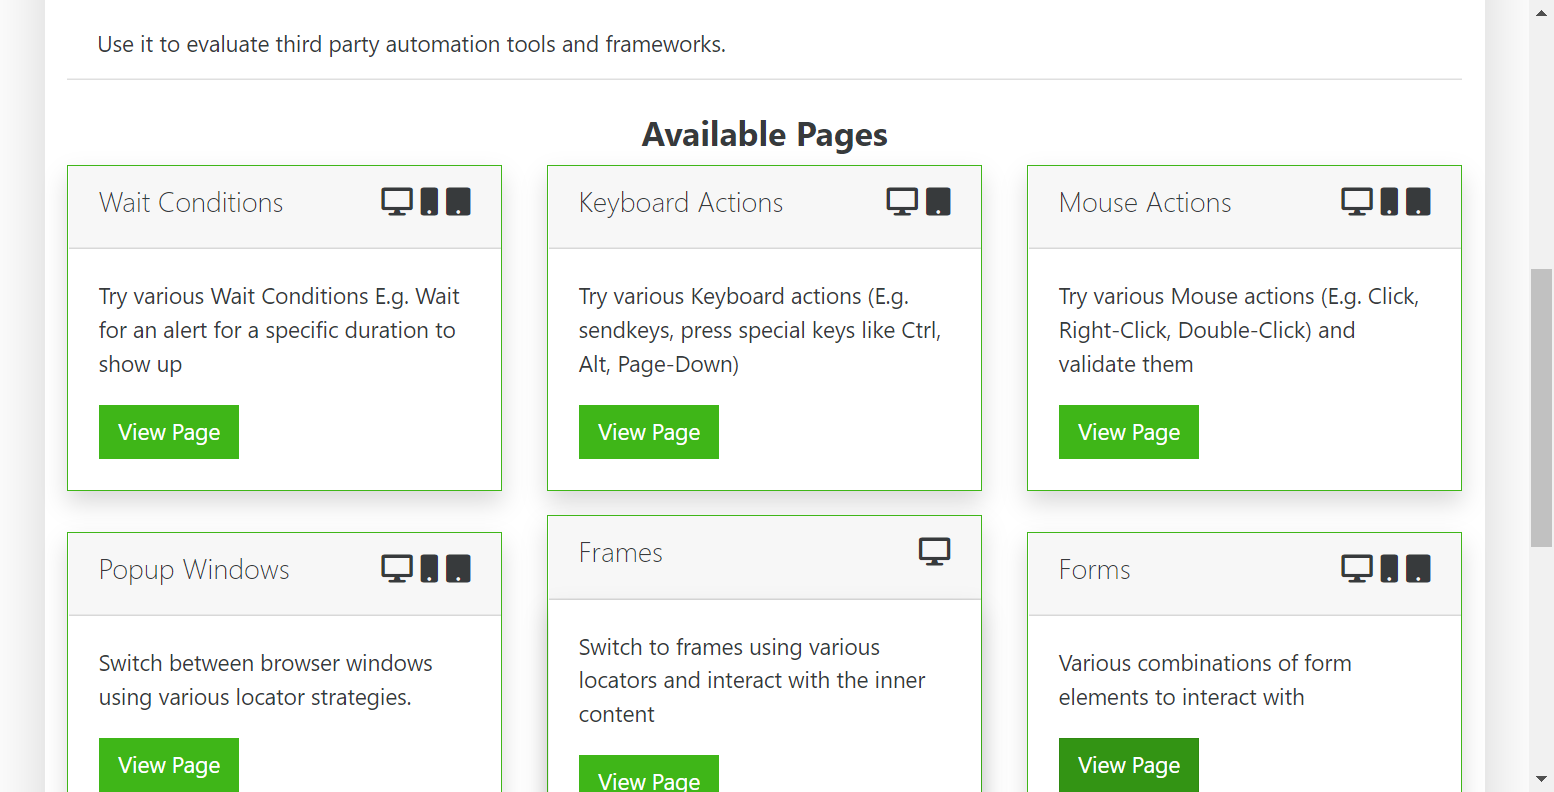 Use it to evaluate third party automation tools and frameworks.
Available Pages
Wait Conditions
Try various Wait Conditions E.g. Wait
for an alert for a specific duration to
show up
View Page
Keyboard Actions
Try various Keyboard actions (E.g.
sendkeys, press special keys like Ctrl,
Alt, Page-Down)
View Page
Mouse Actions
Try various Mouse actions (E.g. Click,
Right-Click, Double-Click) and
validate them
View Page
Popup Windows
Switch between browser windows
using various locator strategies.
View Page
Frames
Switch to frames using various
locators and interact with the inner
content
View Page
Forms
Various combinations of form
elements to interact with
View Page